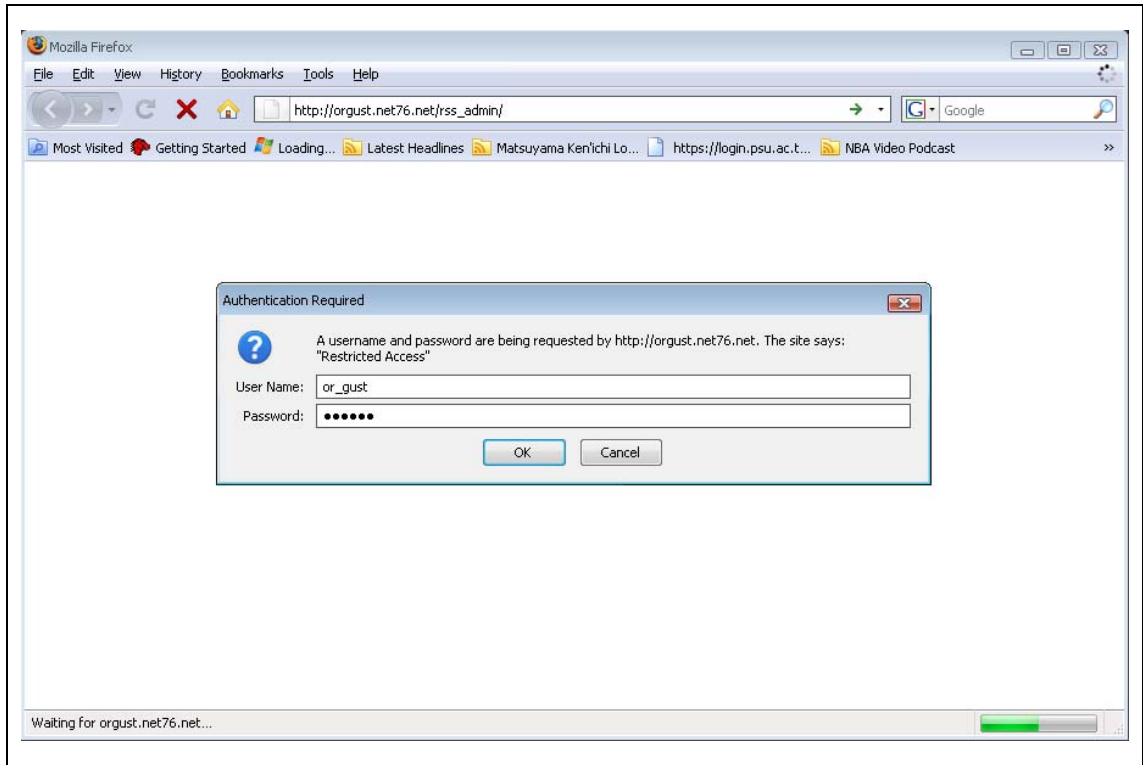 Mozilla Firefox
File Edit View History Bookmarks Tools Help
http://orgust.net76.net/rss_admin/
G Google
Most Visited Getting Started Loading... Latest Headlines Matsuyama Ken'ichi Lo... https://login.psu.ac.t... NBA Video Podcast »
Authentication Required
A username and password are being requested by http://orgust.net76.net. The site says:
"Restricted Access"
User Name: or_gust
Password: ●●●●●●
OK Cancel
Waiting for orgust.net76.net...